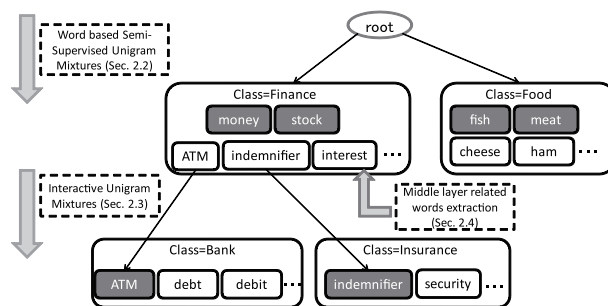 root
Word based Semi-
Supervised Unigram
Mixtures (Sec. 2.2)
Class=Finance
money stock
ATM indemnifier interest ...
Class=Food
fish meat
cheese ham ...
Interactive Unigram
Mixtures (Sec. 2.3)
Middle layer related
words extraction
(Sec. 2.4)
Class=Bank
ATM debt debit ...
Class=Insurance
indemnifier security ...